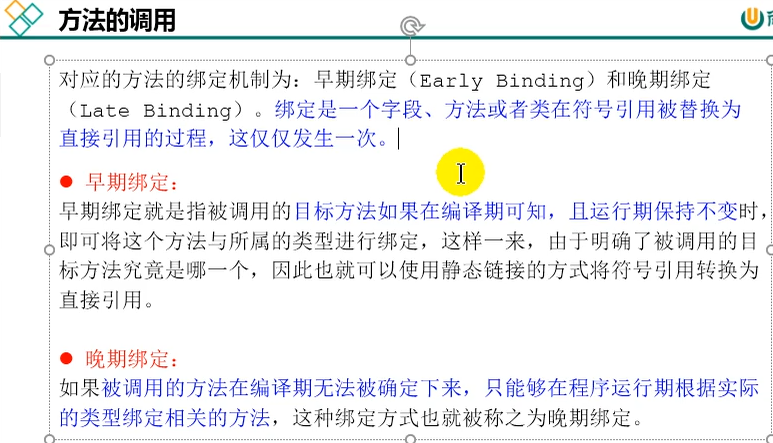 方法的调用
对应的方法的绑定机制为：早期绑定（Early Binding）和晚期绑定
（Late Binding）。绑定是一个字段、方法或者类在符号引用被替换为
直接引用的过程，这仅仅发生一次。
● 早期绑定：
早期绑定就是指被调用的目标方法如果在编译期可知，且运行期保持不变时，
即可将这个方法与所属的类型进行绑定，这样一来，由于明确了被调用的目
标方法究竟是哪一个，因此也就可以使用静态链接的方式将符号引用转换为
直接引用。
● 晚期绑定：
如果被调用的方法在编译期无法被确定下来，只能够在程序运行期根据实际
的类型绑定相关的方法，这种绑定方式也就被称之为晚期绑定。